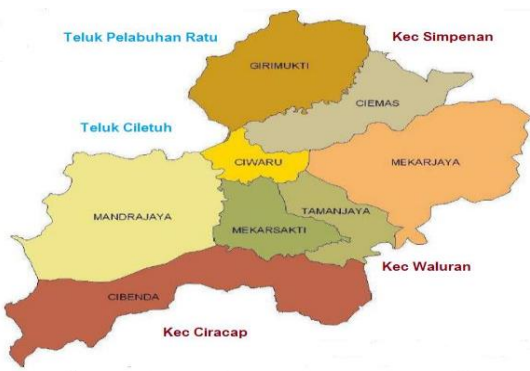 Teluk Pelabuhan Ratu
Kec Simpenan
GIRIMUKTI
CIEMAS
Teluk Ciletuh
CIWARU
MEKARJAYA
MANDRAJAYA
TAMANJAYA
MEKARSAKTI
Kec Waluran
CIBENDA
Kec Ciracap